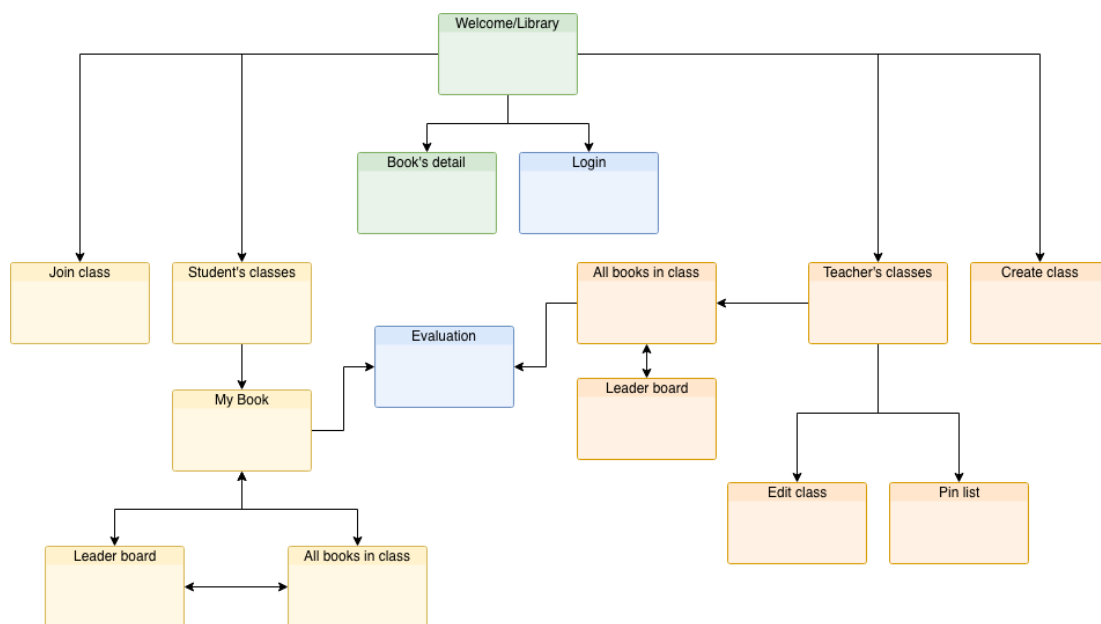 Welcome/Library
Book's detail
Login
Join class
Student's classes
All books in class
Teacher's classes
Create class
Evaluation
Leader board
My Book
Edit class
Pin list
Leader board
All books in class